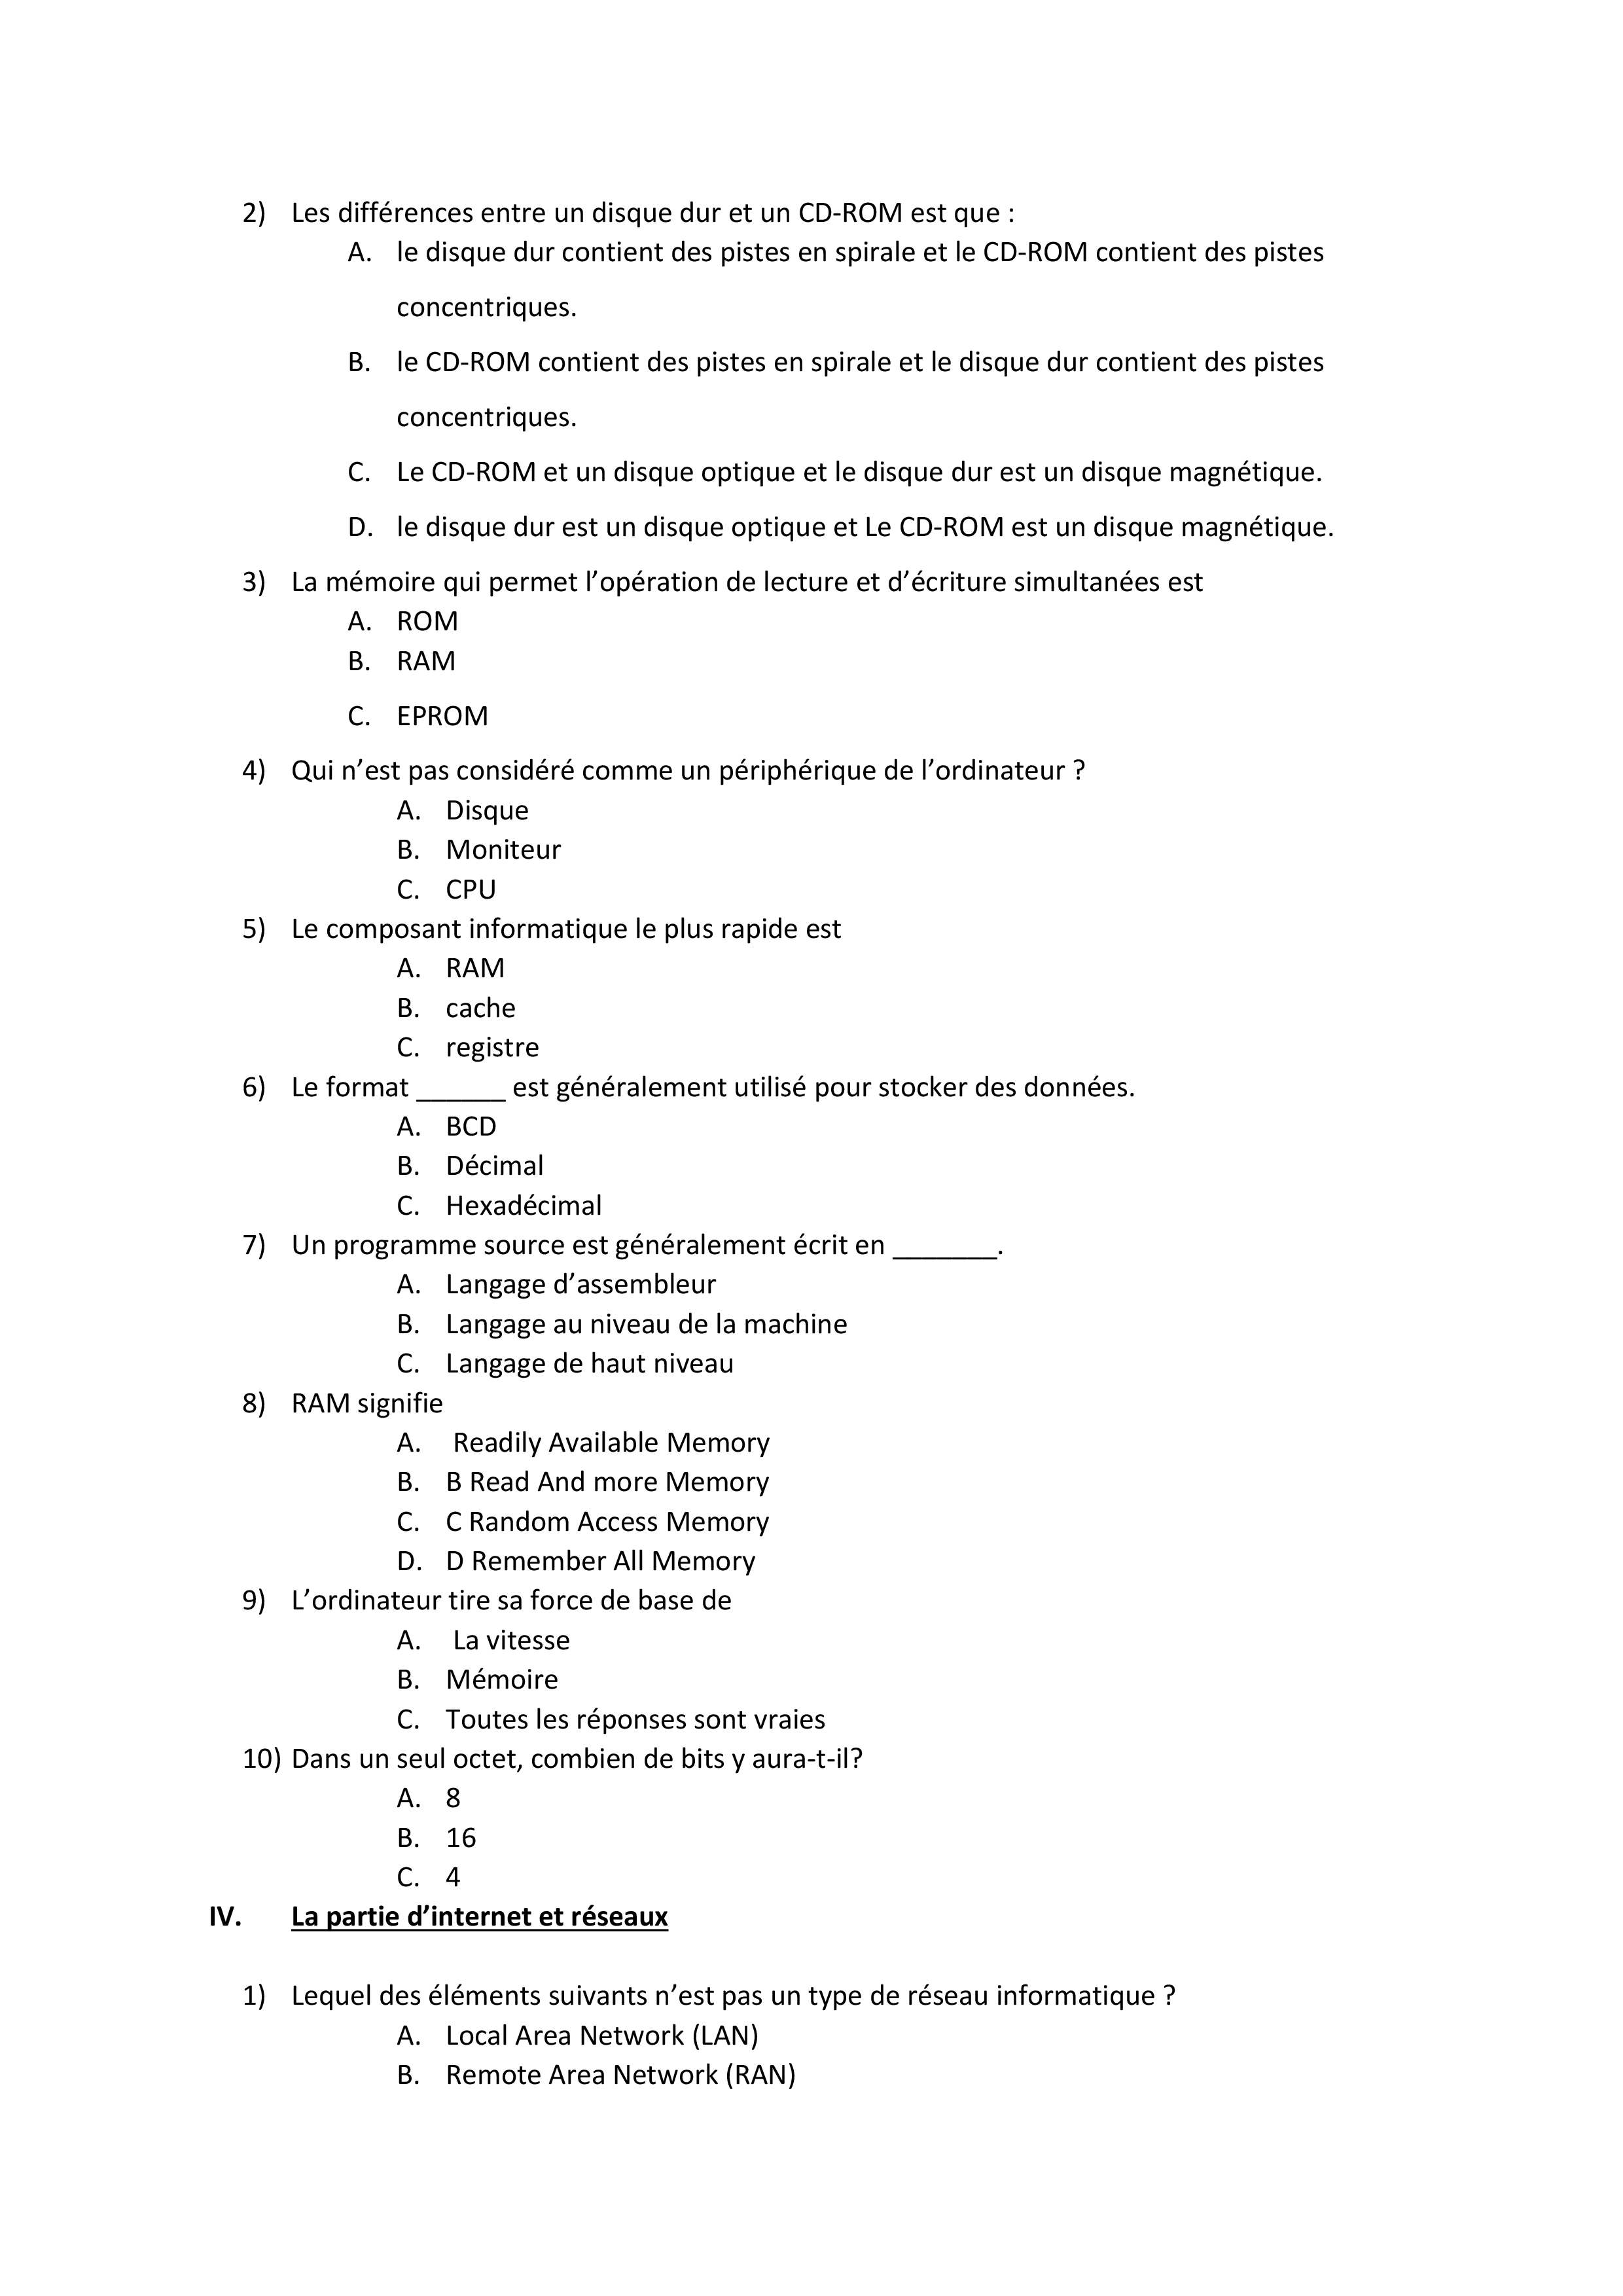 2) Les différences entre un disque dur et un CD-ROM est que :
A. le disque dur contient des pistes en spirale et le CD-ROM contient des pistes
concentriques.
B. le CD-ROM contient des pistes en spirale et le disque dur contient des pistes
concentriques.
C. Le CD-ROM et un disque optique et le disque dur est un disque magnétique.
D. le disque dur est un disque optique et Le CD-ROM est un disque magnétique.
3) La mémoire qui permet l’opération de lecture et d’écriture simultanées est
A. ROM
B. RAM
C. EPROM
4) Qui n’est pas considéré comme un périphérique de l’ordinateur ?
A. Disque
B. Moniteur
C. CPU
5) Le composant informatique le plus rapide est
A. RAM
B. cache
C. registre
6) Le format ______ est généralement utilisé pour stocker des données.
A. BCD
B. Décimal
C. Hexadécimal
7) Un programme source est généralement écrit en _______.
A. Langage d’assembleur
B. Langage au niveau de la machine
C. Langage de haut niveau
8) RAM signifie
A. Readily Available Memory
B. B Read And more Memory
C. C Random Access Memory
D. D Remember All Memory
9) L’ordinateur tire sa force de base de
A. La vitesse
B. Mémoire
C. Toutes les réponses sont vraies
10) Dans un seul octet, combien de bits y aura-t-il?
A. 8
B. 16
C. 4
IV. La partie d’internet et réseaux
1) Lequel des éléments suivants n’est pas un type de réseau informatique ?
A. Local Area Network (LAN)
B. Remote Area Network (RAN)